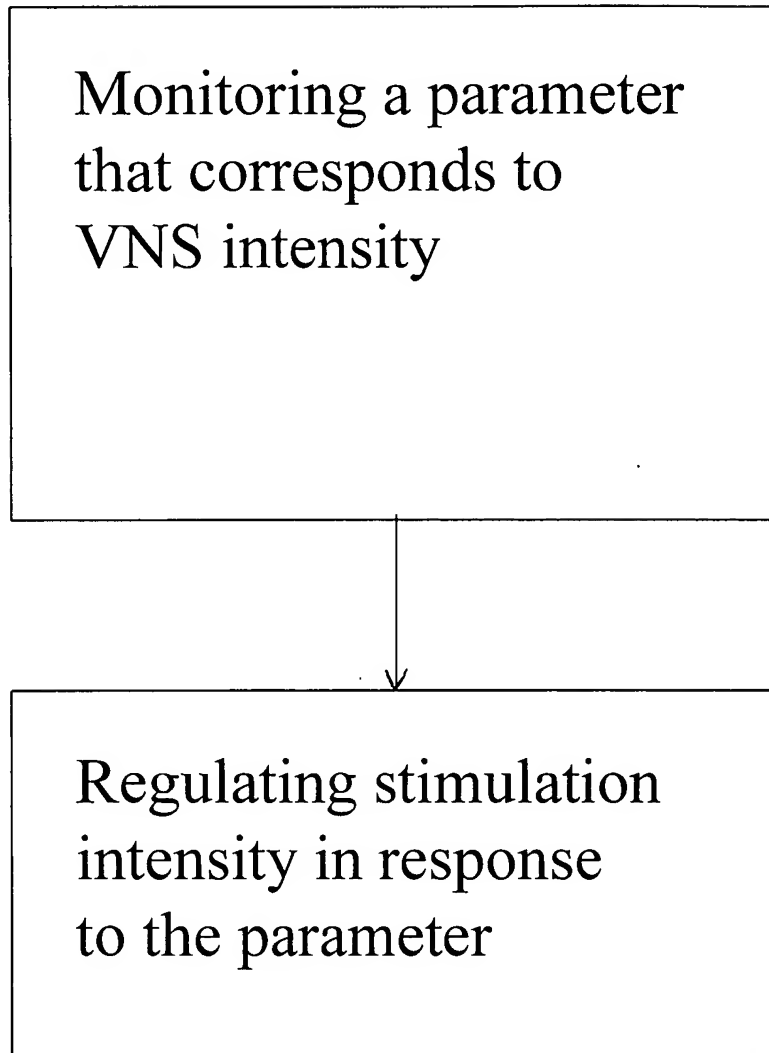 Monitoring a parameter
that corresponds to
VNS intensity
Regulating stimulation
intensity in response
to the parameter